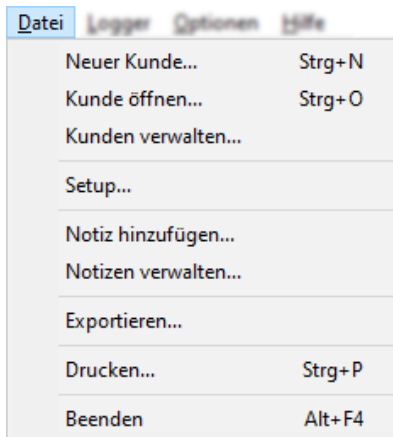 Datei Logger Optionen Hilfe
Neuer Kunde... Strg+N
Kunde öffnen... Strg+O
Kunden verwalten...
Setup...
Notiz hinzufügen...
Notizen verwalten...
Exportieren...
Drucken... Strg+P
Beenden Alt+F4